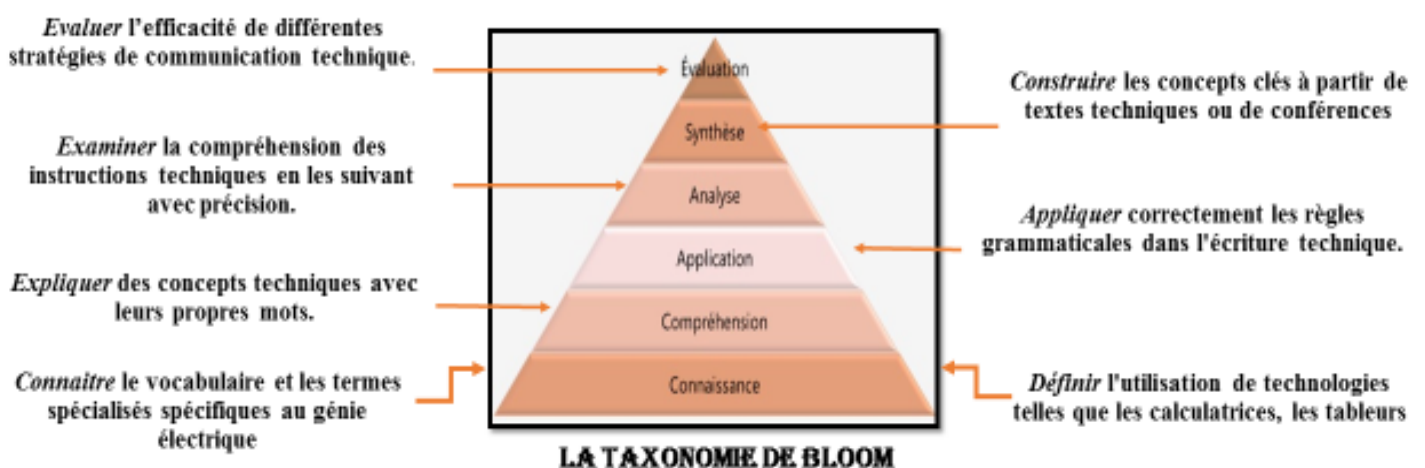 Evaluer l'efficacité de différentes
stratégies de communication technique.
Examiner la compréhension des
instructions techniques en les suivant
avec précision.
Expliquer des concepts techniques avec
leurs propres mots.
Connaitre le vocabulaire et les termes
spécialisés spécifiques au génie
électrique
Évaluation
Synthèse
Analyse
Application
Compréhension
Connaissance
Construire les concepts clés à partir de
textes techniques ou de conférences
Appliquer correctement les règles
grammaticales dans l'écriture technique.
Définir l'utilisation de technologies
telles que les calculatrices, les tableurs
LA TAXONOMIE DE BLOOM